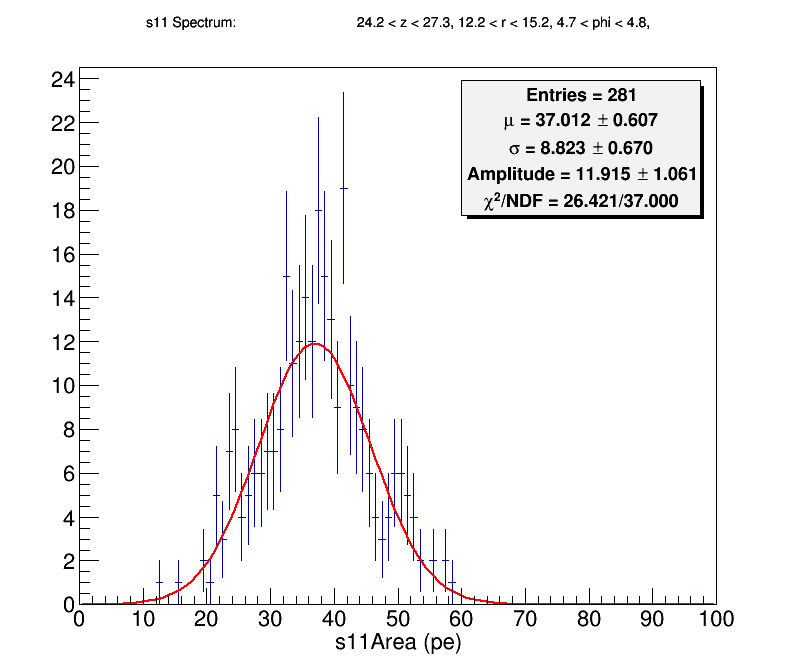 s11 Spectrum: 24.2 < z < 27.3, 12.2 < r < 15.2, 4.7 < phi < 4.8,
Entries = 281
μ = 37.012 ± 0.607
σ = 8.823 ± 0.670
Amplitude = 11.915 ± 1.061
χ²/NDF = 26.421/37.000
24
22
20
18
16
14
12
10
8
6
4
2
0
0 10 20 30 40 50 60 70 80 90 100
s11Area (pe)